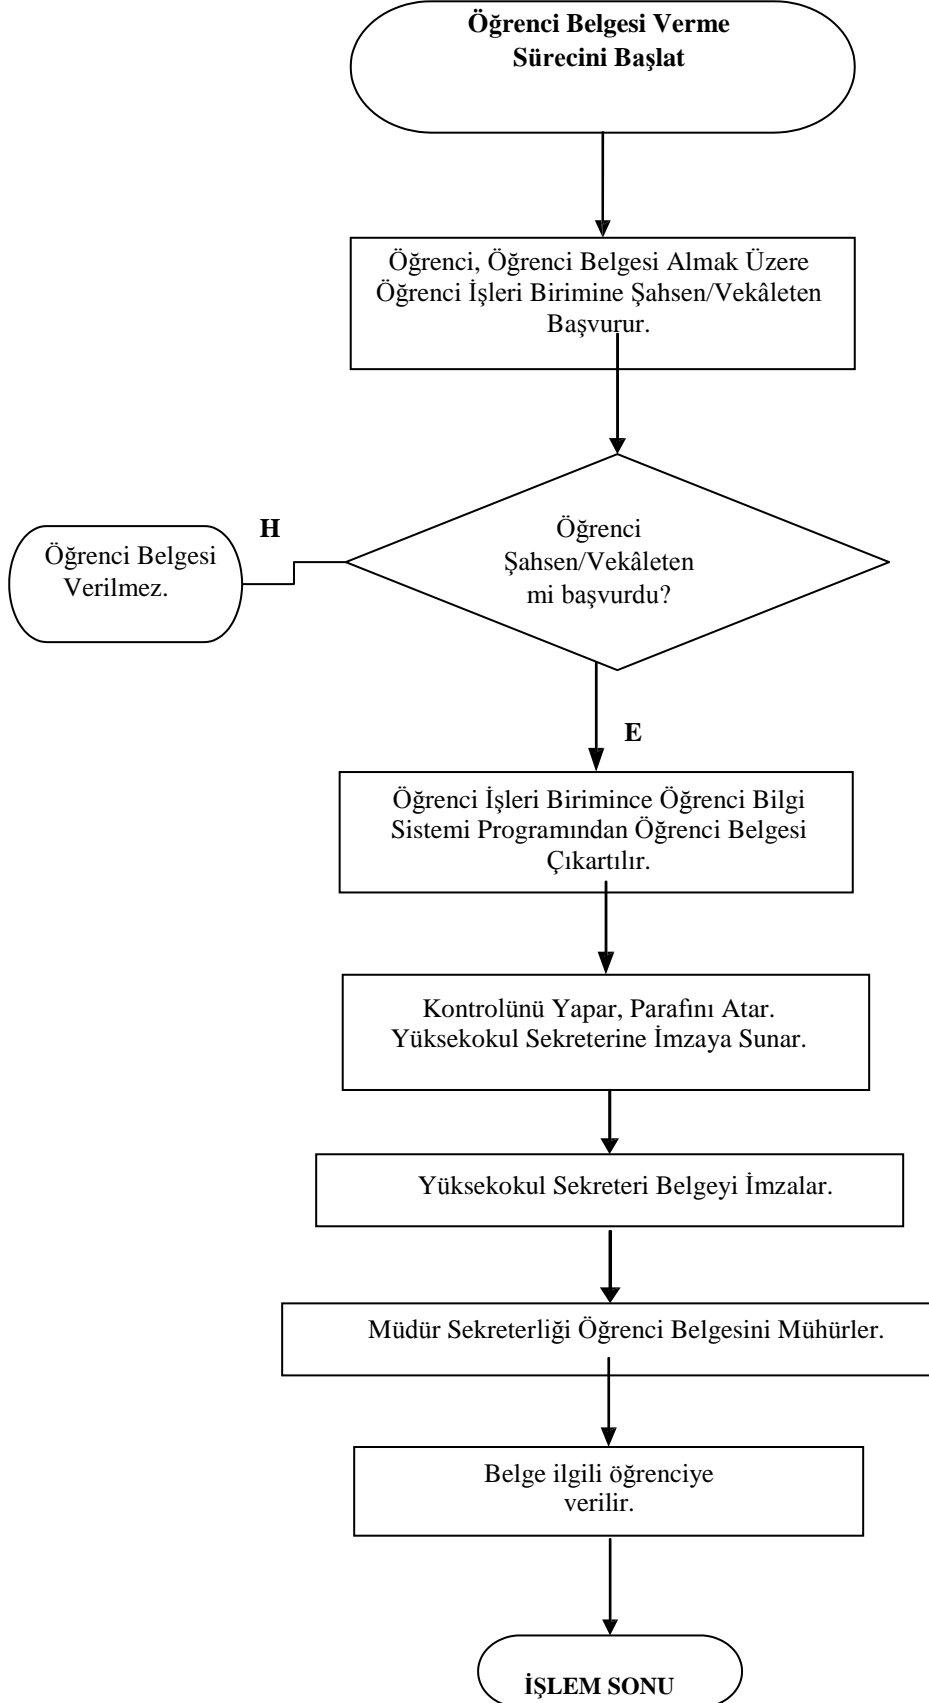 Öğrenci Belgesi Verme
Sürecini Başlat
Öğrenci, Öğrenci Belgesi Almak Üzere
Öğrenci İşleri Birimine Şahsen/Vekâleten
Başvurur.
H
Öğrenci Belgesi
Verilmez.
Öğrenci
Şahsen/Vekâleten
mi başvurdu?
E
Öğrenci İşleri Birimince Öğrenci Bilgi
Sistemi Programından Öğrenci Belgesi
Çıkartılır.
Kontrolünü Yapar, Parafını Atar.
Yüksekokul Sekreterine İmzaya Sunar.
Yüksekokul Sekreteri Belgeyi İmzalar.
Müdür Sekreterliği Öğrenci Belgesini Mühürler.
Belge ilgili öğrenciye
verilir.
İŞLEM SONU